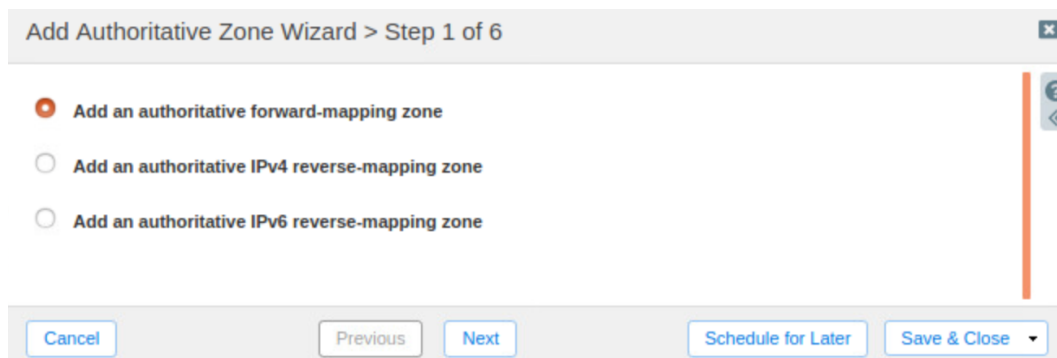 Add Authoritative Zone Wizard > Step 1 of 6
Add an authoritative forward-mapping zone
Add an authoritative IPv4 reverse-mapping zone
Add an authoritative IPv6 reverse-mapping zone
Cancel Previous Next Schedule for Later Save & Close